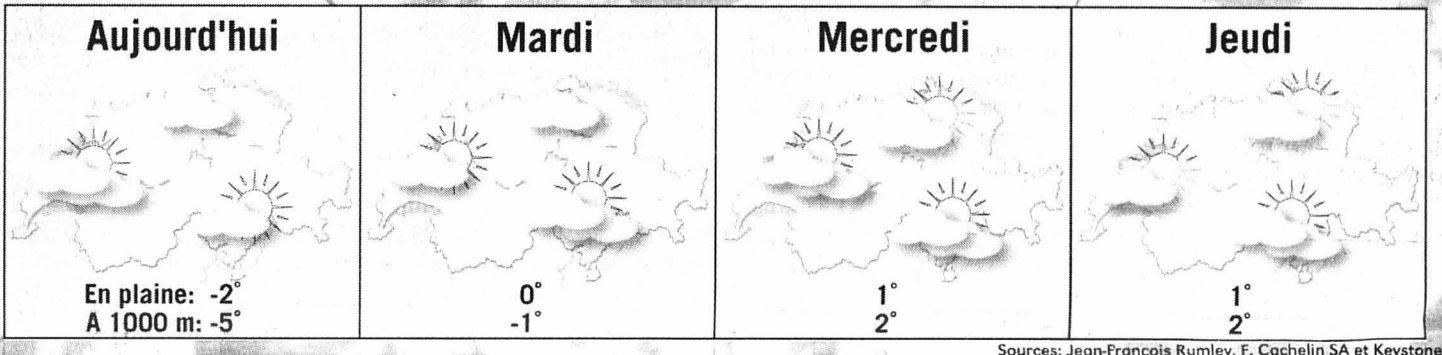 Aujourd'hui
En plaine: -2°
A 1000 m: -5°
Mardi
0°
-1°
Mercredi
1°
2°
Jeudi
1°
2°
Sources: Jean-François Rumley, F. Cachelin SA et Keystone